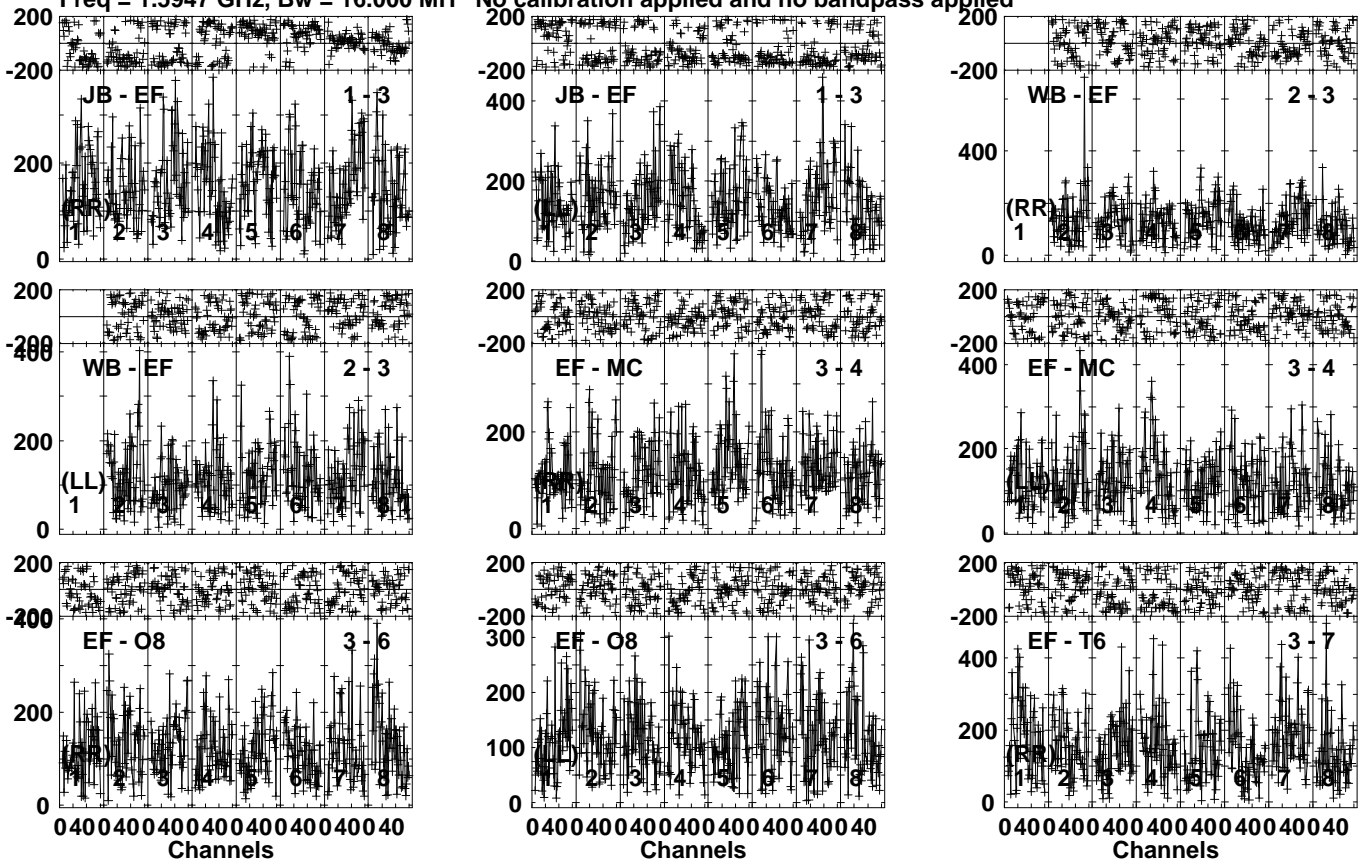 Freq = 1.5947 GHz, Bw = 16.000 MH No calibration applied and no bandpass applied
200 200 200
-200 -200 -200
JB - EF 1 - 3 JB - EF 1 - 3 WB - EF 2 - 3
400
400
200 200
200
(RR) (LL) (RR)
1 2 3 4 5 6 7 8 1 2 3 4 5 6 7 8 1 2 3 4 5 6 7 8
0 0 0
200 200 200
-200 -200 -200
400
WB - EF 2 - 3 EF - MC 3 - 4 EF - MC 3 - 4
400
200 200 200
(LL) (RR) (LL)
1 2 3 4 5 6 7 8 1 2 3 4 5 6 7 8 1 2 3 4 5 6 7 8
0 0 0
200 200 200
-200 -200 -200
400
EF - O8 3 - 6 EF - O8 3 - 6 EF - T6 3 - 7
300 400
200 200 200
100
(RR) (LL) (RR)
1 2 3 4 5 6 7 8 1 2 3 4 5 6 7 8 1 2 3 4 5 6 7 8
0 0 0
0 40 0 40 0 40 0 40 0 40 0 40 0 40 0 40 0 40 0 40 0 40 0 40 0 40 0 40 0 40 0 40 0 40 0 40 0 40 0 40 0 40 0 40 0 40 0 40
Channels Channels Channels